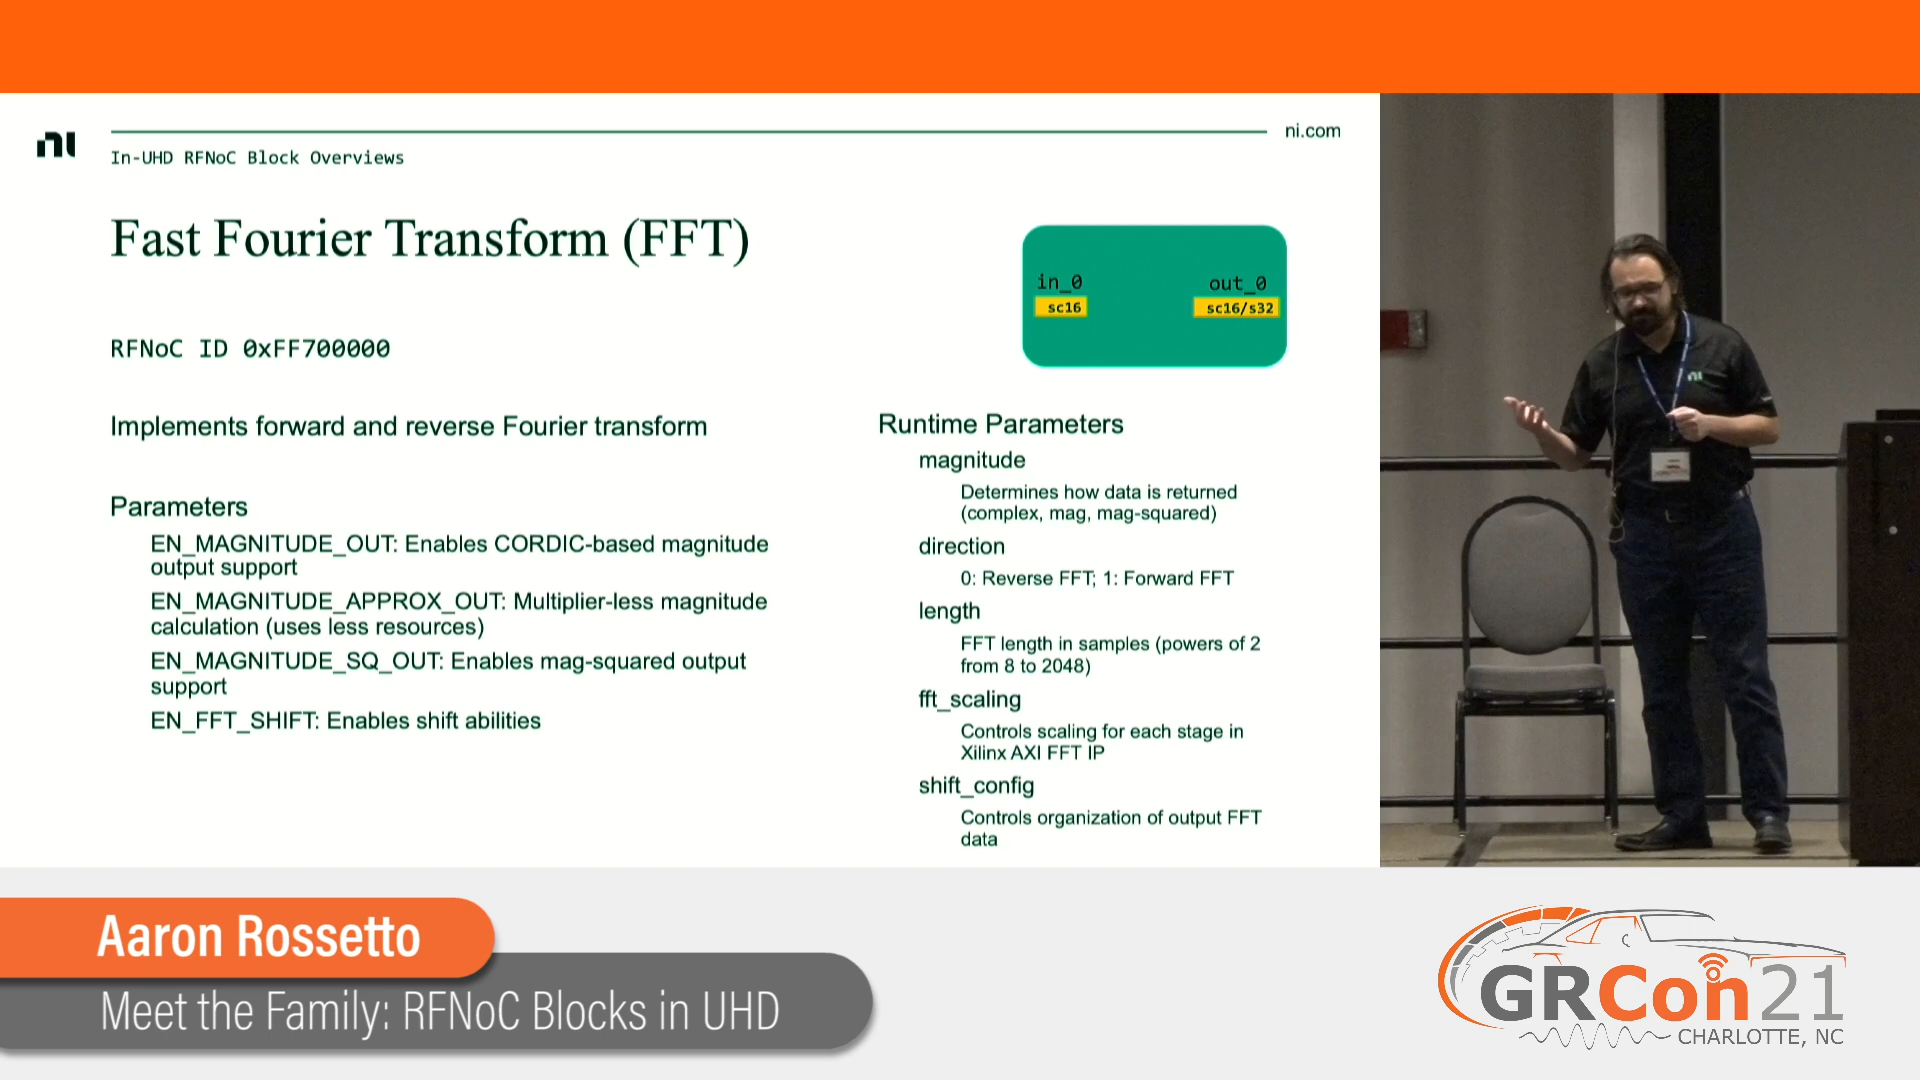 ni
ni.com
In-UHD RFNoC Block Overviews
Fast Fourier Transform (FFT)
in_0
out_0
sc16
sc16/s32
RFNoC ID 0xFF700000
Implements forward and reverse Fourier transform
Parameters
EN_MAGNITUDE_OUT: Enables CORDIC-based magnitude
output support
EN_MAGNITUDE_APPROX_OUT: Multiplier-less magnitude
calculation (uses less resources)
EN_MAGNITUDE_SQ_OUT: Enables mag-squared output
support
EN_FFT_SHIFT: Enables shift abilities
Runtime Parameters
magnitude
Determines how data is returned
(complex, mag, mag-squared)
direction
0: Reverse FFT; 1: Forward FFT
length
FFT length in samples (powers of 2
from 8 to 2048)
fft_scaling
Controls scaling for each stage in
Xilinx AXI FFT IP
shift_config
Controls organization of output FFT
data
ni
Aaron Rossetto
Meet the Family: RFNoC Blocks in UHD
GRCon21
CHARLOTTE, NC